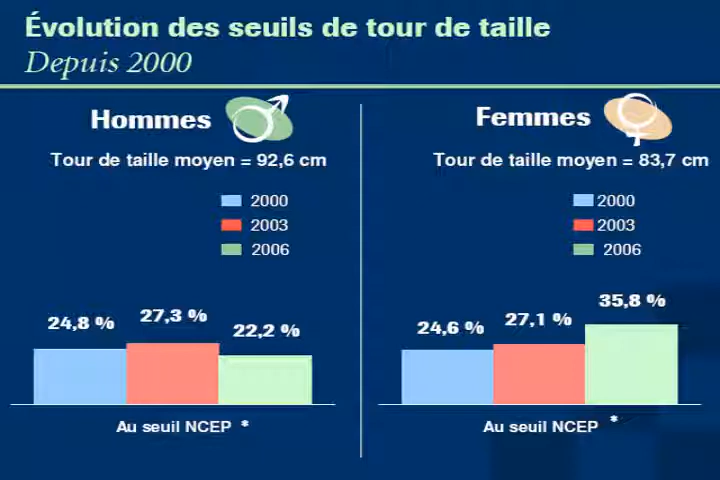 Évolution des seuils de tour de taille
Depuis 2000
Hommes
Tour de taille moyen = 92,6 cm
2000
2003
2006
24,8 %
27,3 %
22,2 %
Au seuil NCEP *
Femmes
Tour de taille moyen = 83,7 cm
2000
2003
2006
24,6 %
27,1 %
35,8 %
Au seuil NCEP *